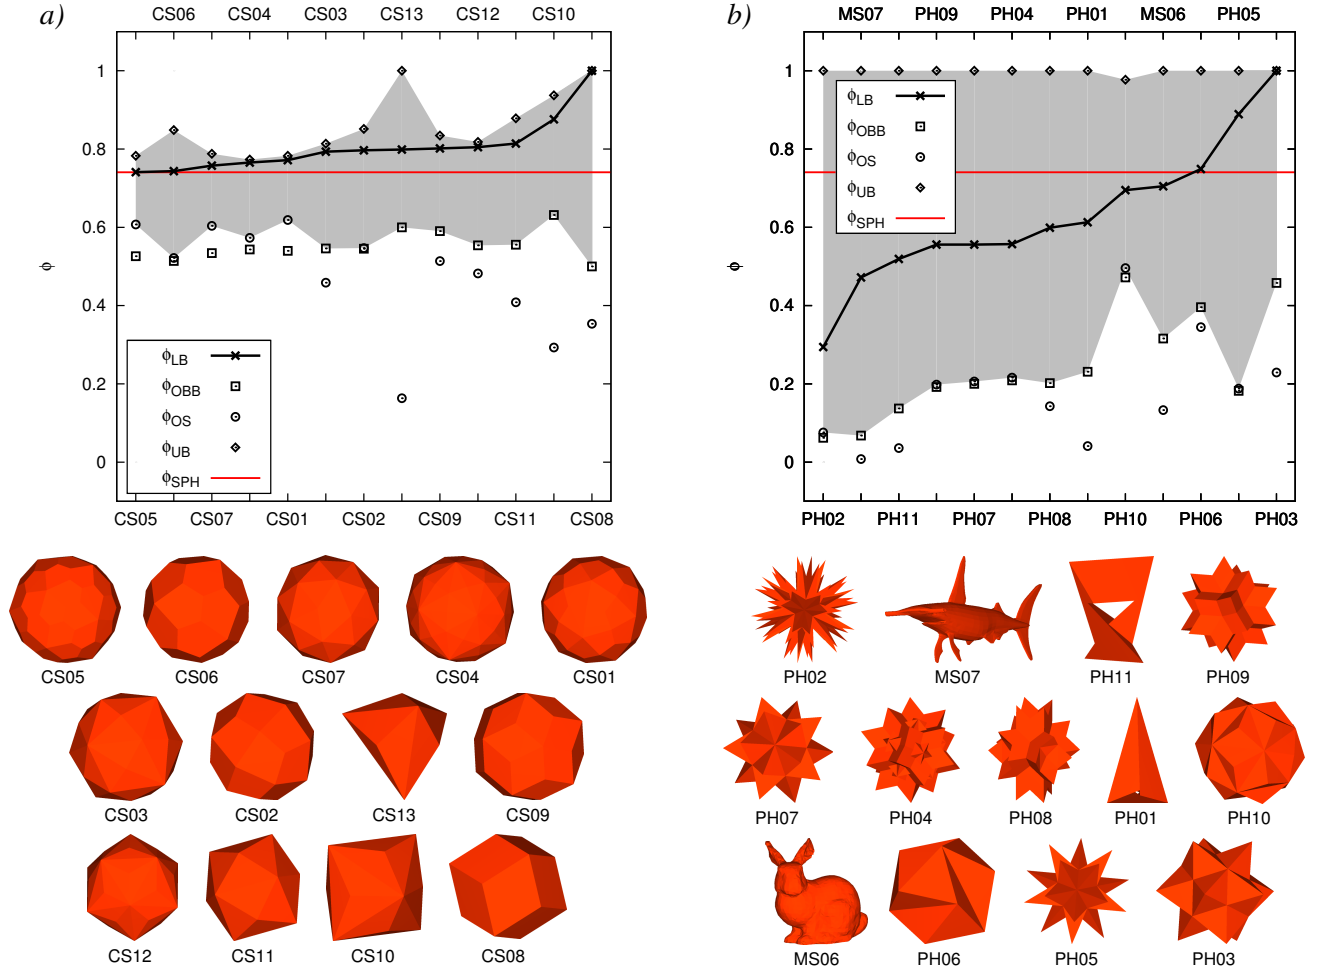 a)
CS06 CS04 CS03 CS13 CS12 CS10
1
0.8
0.6
0.4
0.2
0
ϕ
ϕLB
ϕOBB
ϕOS
ϕUB
ϕSPH
CS05 CS07 CS01 CS02 CS09 CS11 CS08
CS05 CS06 CS07 CS04 CS01
CS03 CS02 CS13 CS09
CS12 CS11 CS10 CS08
b)
MS07 PH09 PH04 PH01 MS06 PH05
1
0.8
0.6
0.4
0.2
0
ϕ
ϕLB
ϕOBB
ϕOS
ϕUB
ϕSPH
PH02 PH11 PH07 PH08 PH10 PH06 PH03
PH02 MS07 PH11 PH09
PH07 PH04 PH08 PH01 PH10
MS06 PH06 PH05 PH03